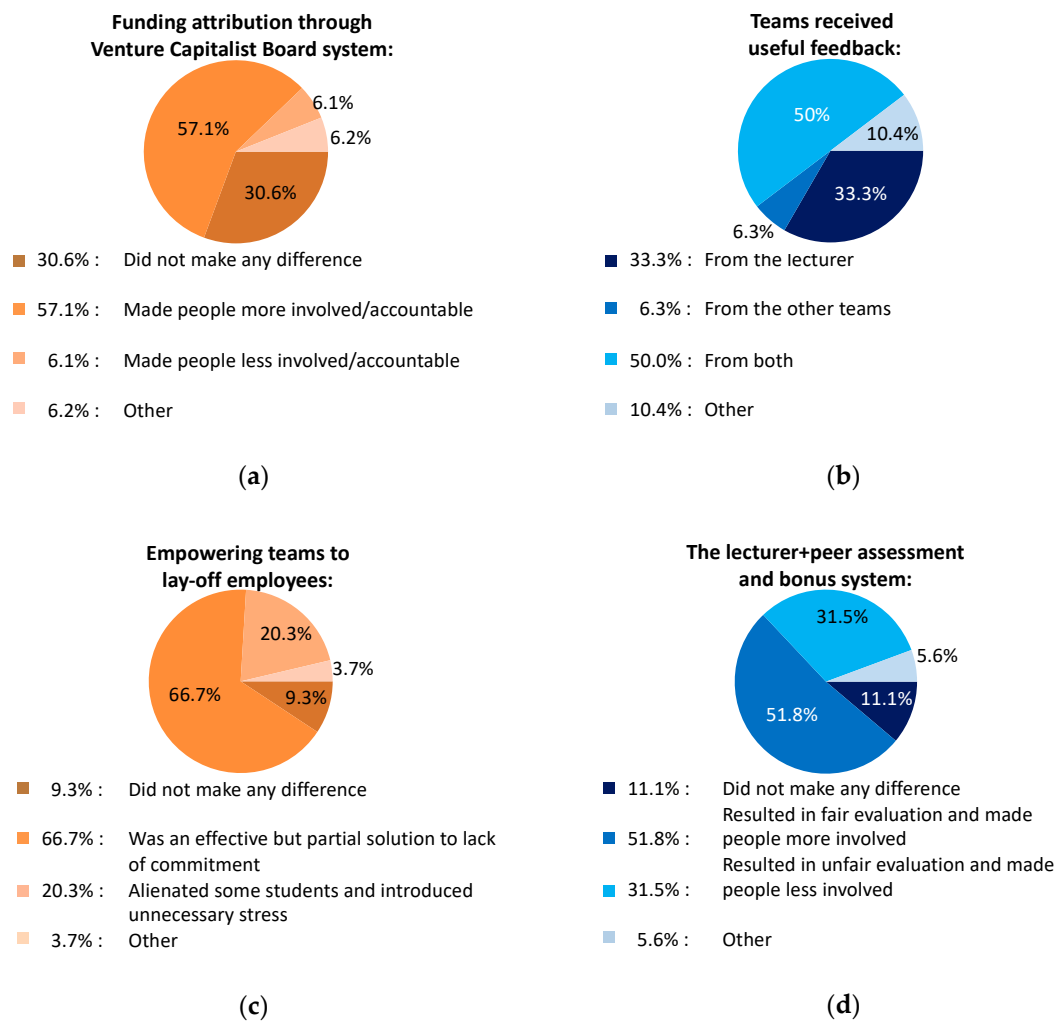 Funding attribution through
Venture Capitalist Board system:
57.1%
6.1%
6.2%
30.6%
30.6% : Did not make any difference
57.1% : Made people more involved/accountable
6.1% : Made people less involved/accountable
6.2% : Other
(a)
Teams received
useful feedback:
50%
10.4%
33.3%
6.3%
33.3% : From the lecturer
6.3% : From the other teams
50.0% : From both
10.4% : Other
(b)
Empowering teams to
lay-off employees:
20.3%
3.7%
66.7%
9.3%
9.3% : Did not make any difference
66.7% : Was an effective but partial solution to lack
of commitment
20.3% : Alienated some students and introduced
unnecessary stress
3.7% : Other
(c)
The lecturer+peer assessment
and bonus system:
31.5%
5.6%
11.1%
51.8%
11.1% : Did not make any difference
Resulted in fair evaluation and made
51.8% : people more involved
Resulted in unfair evaluation and made
31.5% : people less involved
5.6% : Other
(d)